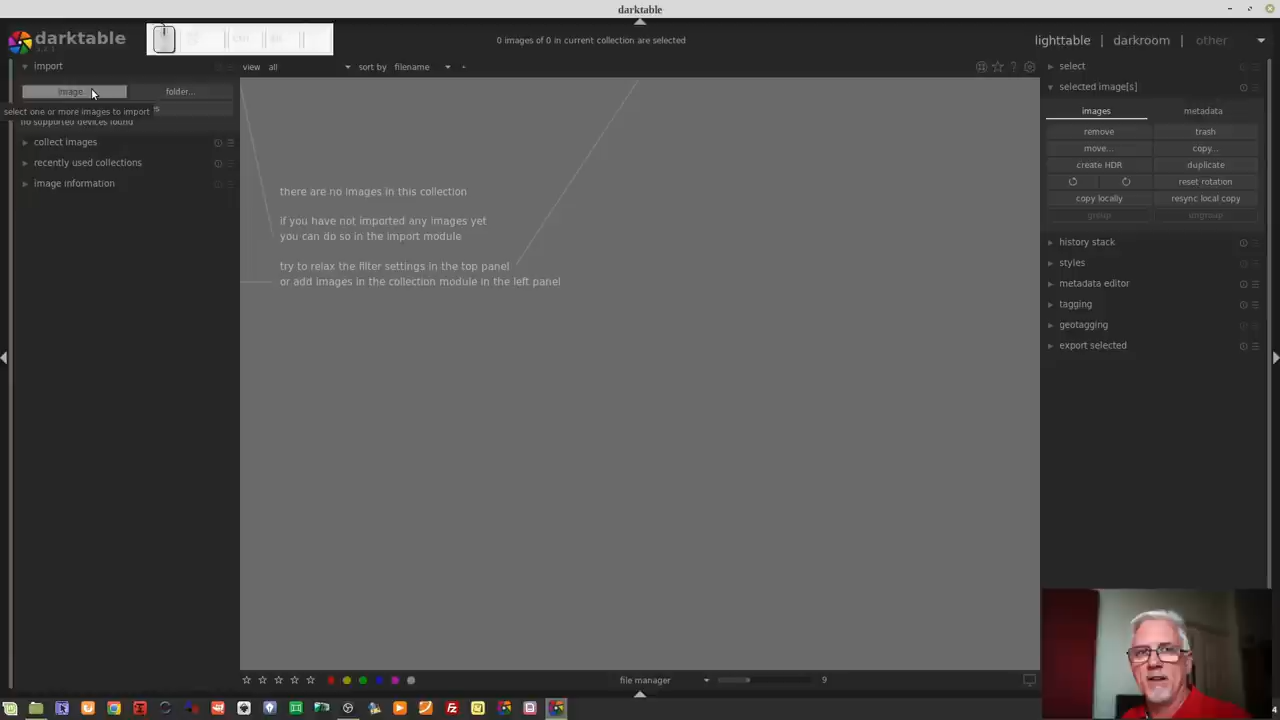 darktable
darktable
0 images of 0 in current collection are selected
lighttable | darkroom | other
import
view all sort by filename
image...
folder...
select one or more images to import
no supported devices found
collect images
recently used collections
image information
there are no images in this collection
if you have not imported any images yet
you can do so in the import module
try to relax the filter settings in the top panel
or add images in the collection module in the left panel
select
selected image[s]
images metadata
remove trash
move... copy...
create HDR duplicate
reset rotation
copy locally resync local copy
group ungroup
history stack
styles
metadata editor
tagging
geotagging
export selected
file manager 9